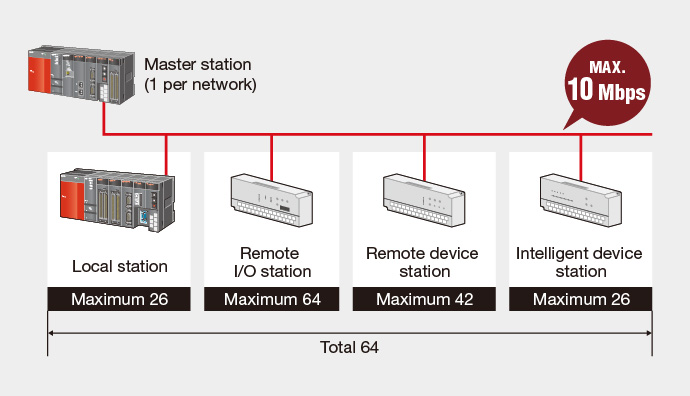 Master station
(1 per network)
MAX.
10 Mbps
Local station
Maximum 26
Remote
I/O station
Maximum 64
Remote device
station
Maximum 42
Intelligent device
station
Maximum 26
Total 64